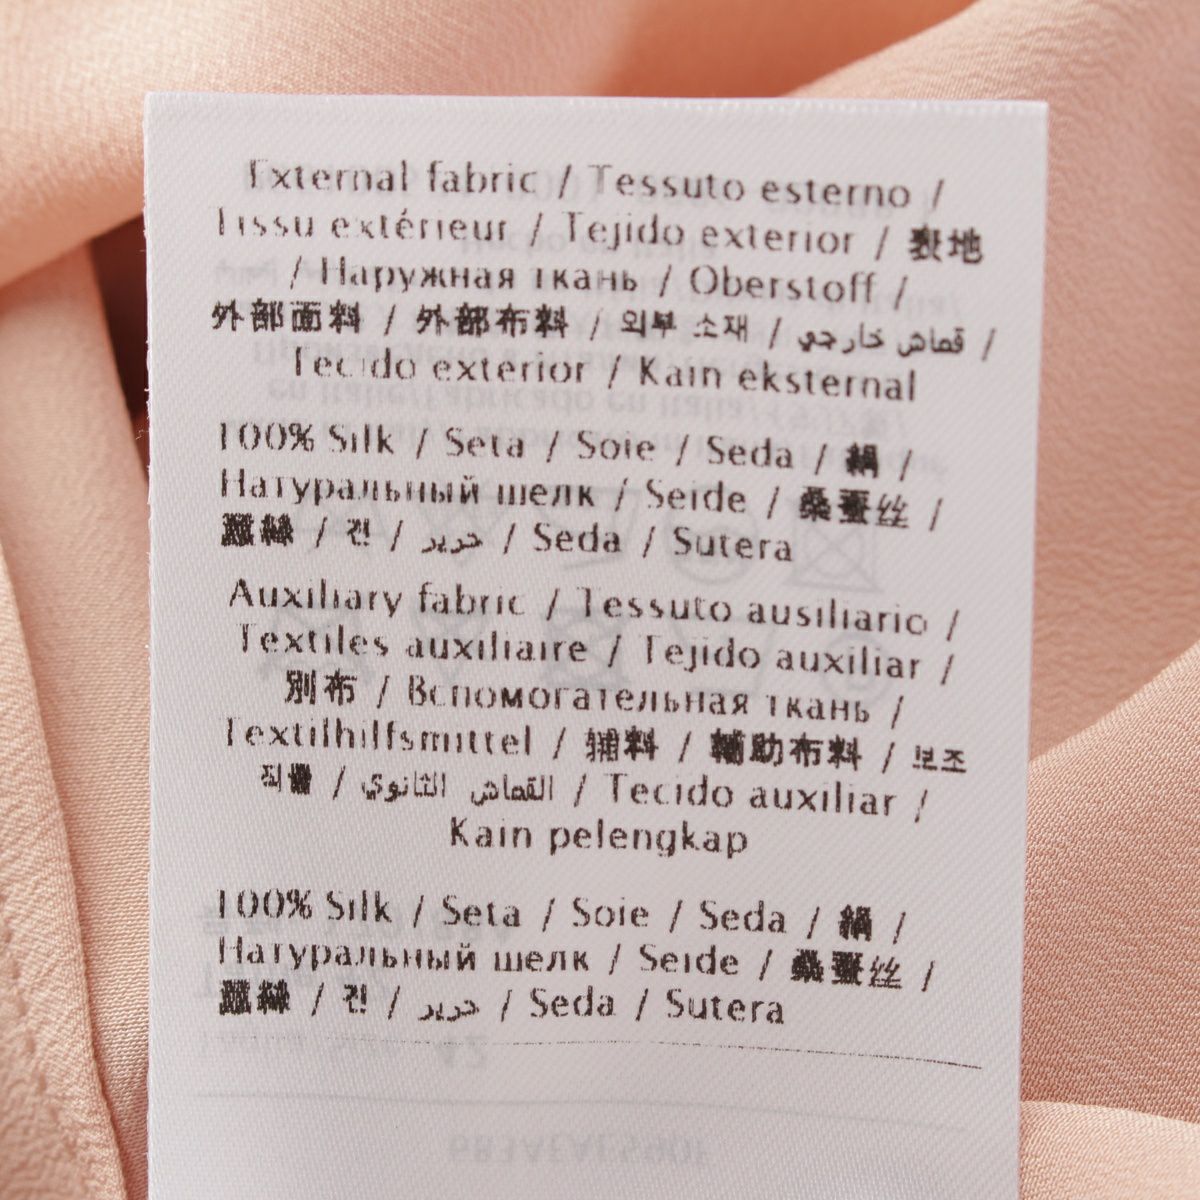 External fabric / Tessuto esterno /
Tissu extérieur / Tejido exterior / 表地
/ Наружная ткань / Oberstoff /
外部面料 / 外部布料 / 외부 소재 / قماش خارجي /
Tecido exterior / Kain eksternal
100% Silk / Seta / Soie / Seda / 絹 /
Натуральный шелк / Seide / 桑蚕丝 /
蠶絲 / 견 / حرير / Seda / Sutera
Auxiliary fabric / Tessuto ausiliario /
Textiles auxiliaire / Tejido auxiliar /
別布 / Вспомогательная ткань /
Textilhilfsmittel / 辅料 / 輔助布料 / 보조
직물 / القماش الثانوي / Tecido auxiliar /
Kain pelengkap
100% Silk / Seta / Soie / Seda / 絹 /
Натуральный шелк / Seide / 桑蚕丝 /
蠶絲 / 견 / حرير / Seda / Sutera